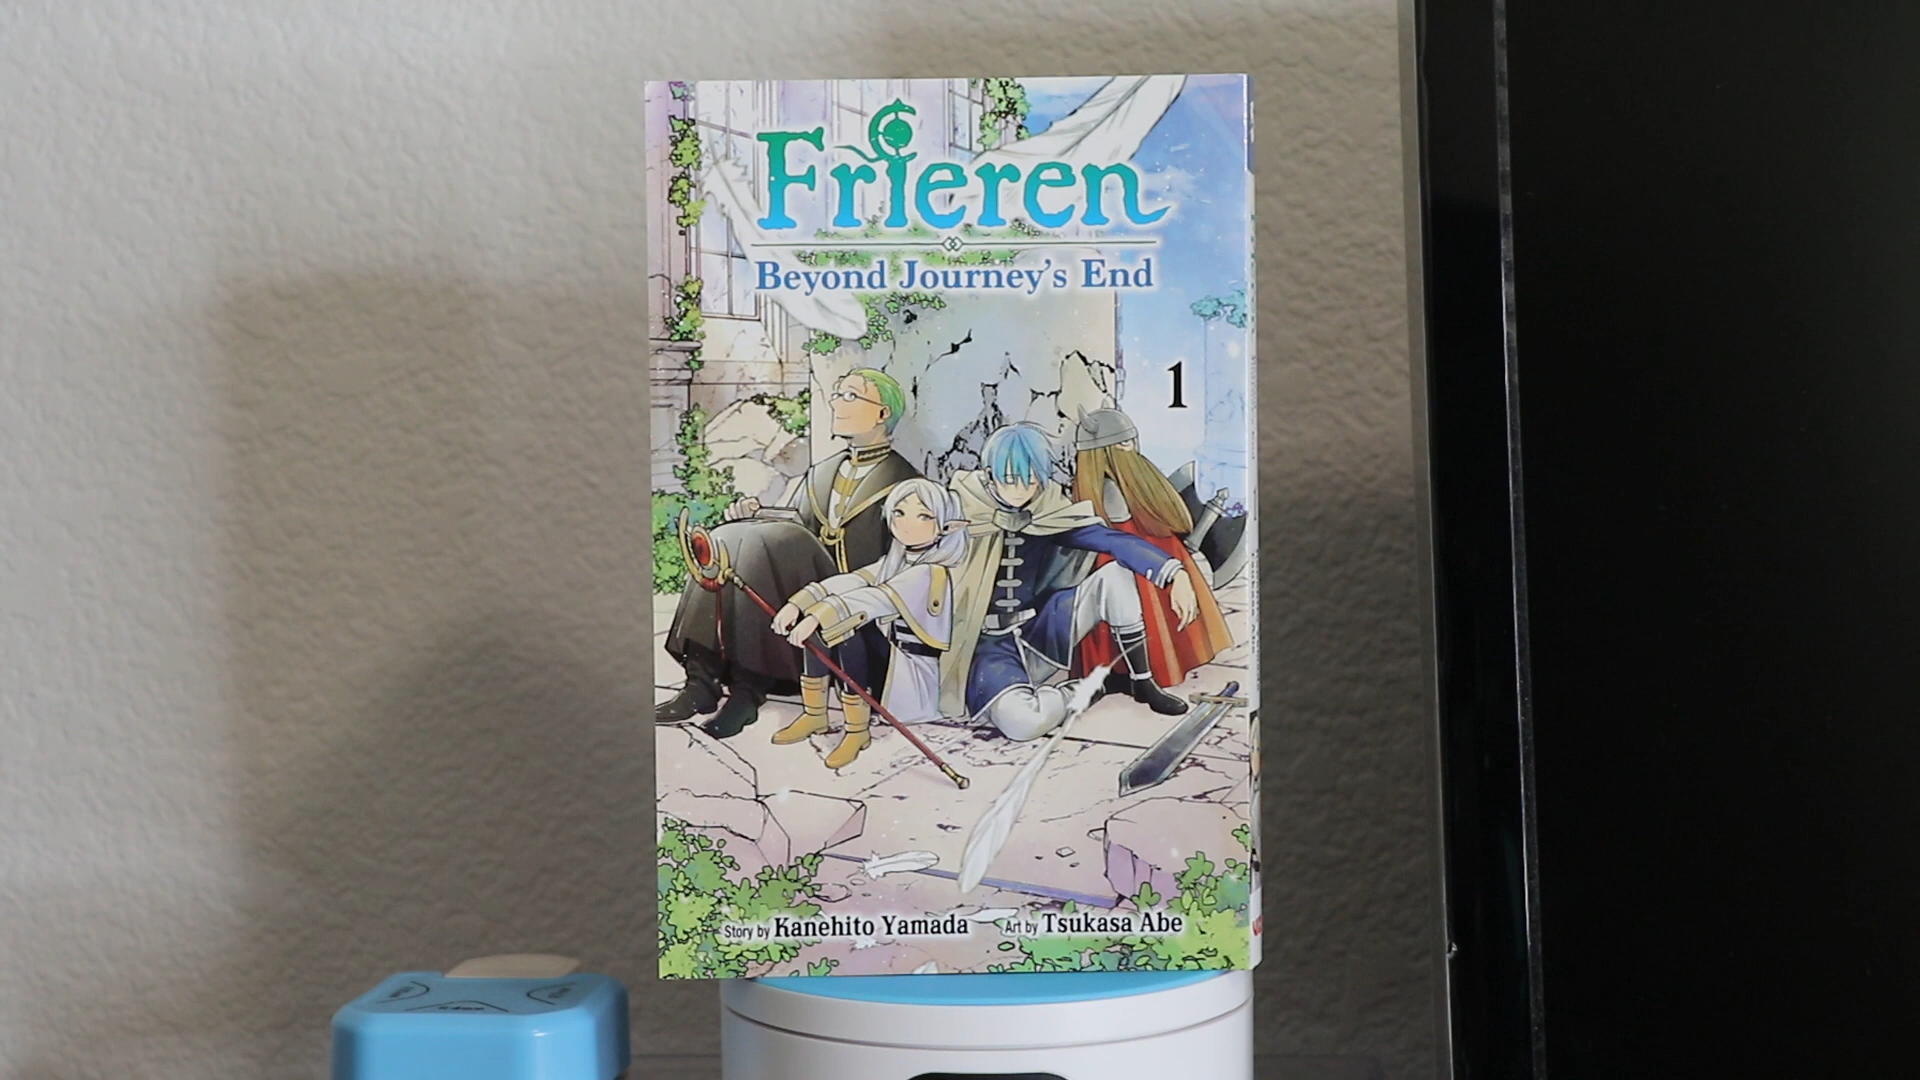 Frieren
Beyond Journey's End
1
Story by Kanehito Yamada Art by Tsukasa Abe